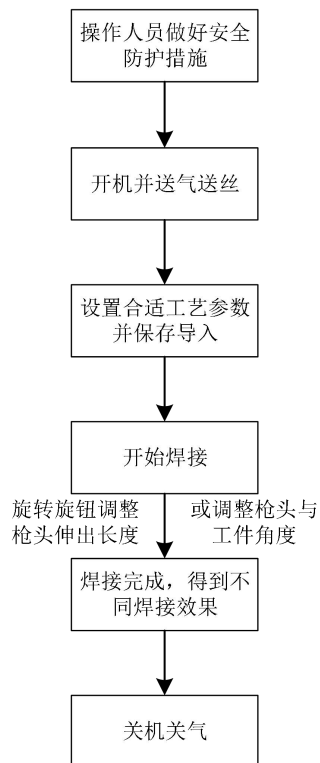 操作人员做好安全
防护措施
开机并送气送丝
设置合适工艺参数
并保存导入
开始焊接
旋转旋钮调整
枪头伸出长度
或调整枪头与
工件角度
焊接完成，得到不
同焊接效果
关机关气